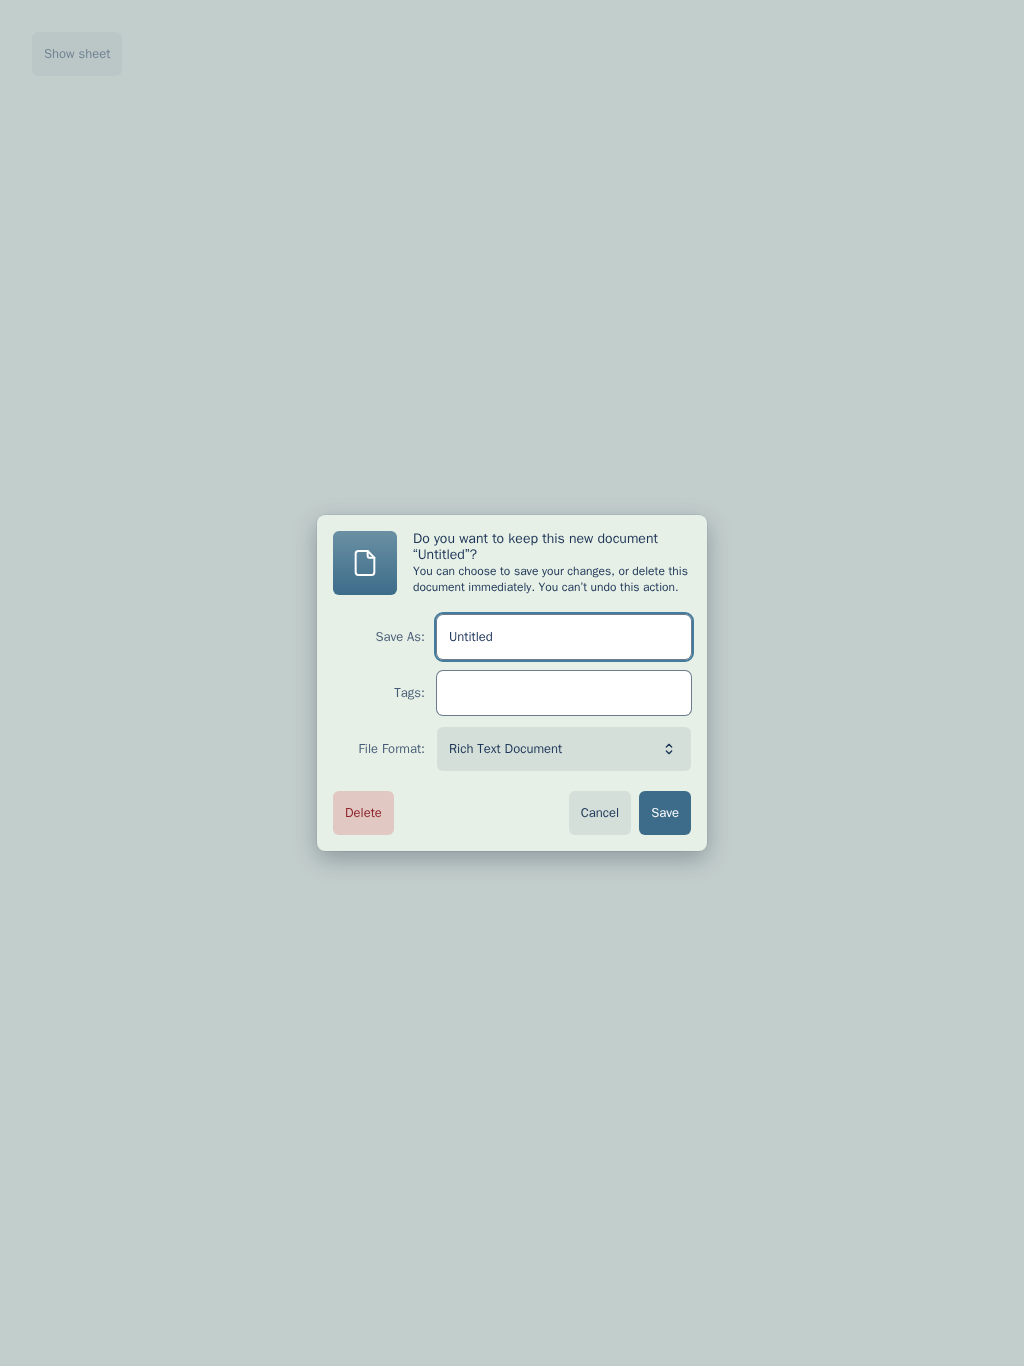 Show sheet
Do you want to keep this new document
“Untitled”?
You can choose to save your changes, or delete this
document immediately. You can't undo this action.
Save As:
Untitled
Tags:
File Format:
Rich Text Document
Delete
Cancel
Save